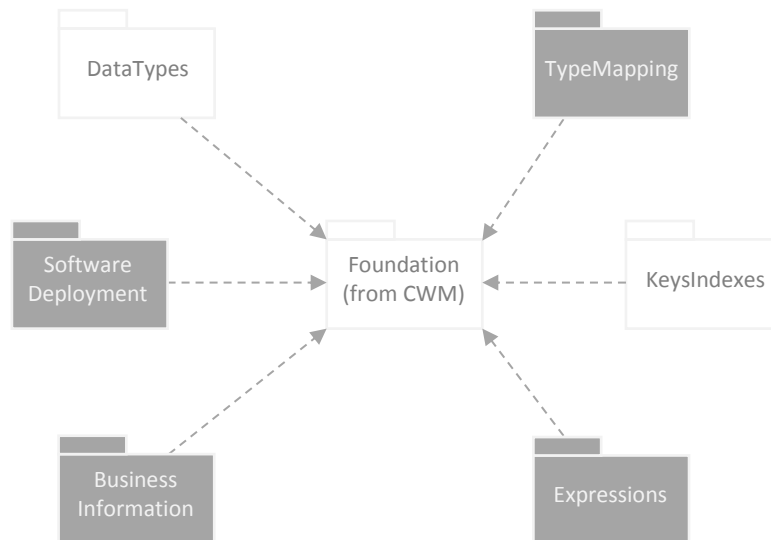 DataTypes
TypeMapping
Software
Deployment
Foundation
(from CWM)
KeysIndexes
Business
Information
Expressions